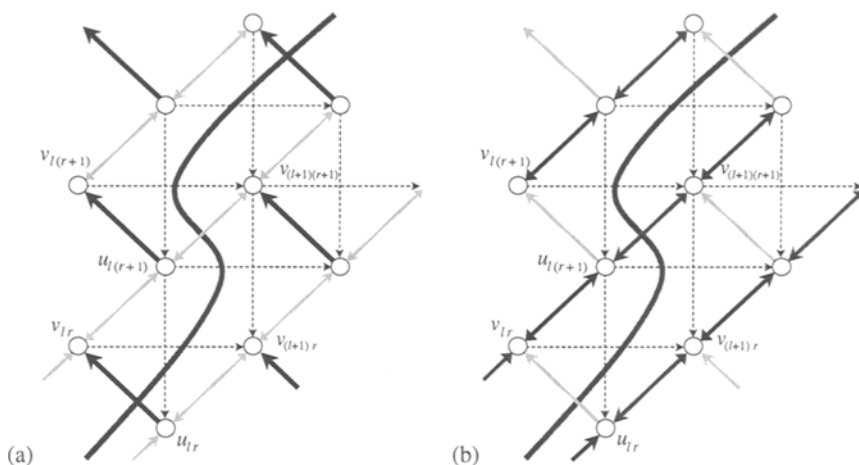 v_{l(r+1)}
v_{(l+1)(r+1)}
u_{l(r+1)}
v_{lr}
v_{(l+1)r}
u_{lr}
(a)
v_{l(r+1)}
v_{(l+1)(r+1)}
u_{l(r+1)}
v_{lr}
v_{(l+1)r}
u_{lr}
(b)